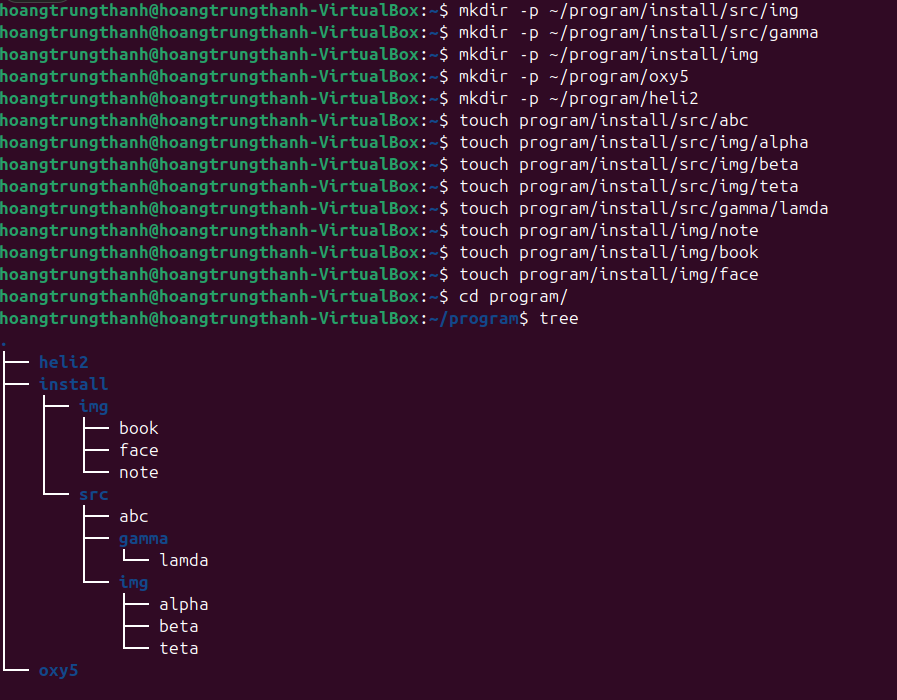 hoangtrungthanh@hoangtrungthanh-VirtualBox:~$ mkdir -p ~/program/install/src/img
hoangtrungthanh@hoangtrungthanh-VirtualBox:~$ mkdir -p ~/program/install/src/gamma
hoangtrungthanh@hoangtrungthanh-VirtualBox:~$ mkdir -p ~/program/install/img
hoangtrungthanh@hoangtrungthanh-VirtualBox:~$ mkdir -p ~/program/oxy5
hoangtrungthanh@hoangtrungthanh-VirtualBox:~$ mkdir -p ~/program/heli2
hoangtrungthanh@hoangtrungthanh-VirtualBox:~$ touch program/install/src/abc
hoangtrungthanh@hoangtrungthanh-VirtualBox:~$ touch program/install/src/img/alpha
hoangtrungthanh@hoangtrungthanh-VirtualBox:~$ touch program/install/src/img/beta
hoangtrungthanh@hoangtrungthanh-VirtualBox:~$ touch program/install/src/img/teta
hoangtrungthanh@hoangtrungthanh-VirtualBox:~$ touch program/install/src/gamma/lamda
hoangtrungthanh@hoangtrungthanh-VirtualBox:~$ touch program/install/img/note
hoangtrungthanh@hoangtrungthanh-VirtualBox:~$ touch program/install/img/book
hoangtrungthanh@hoangtrungthanh-VirtualBox:~$ touch program/install/img/face
hoangtrungthanh@hoangtrungthanh-VirtualBox:~$ cd program/
hoangtrungthanh@hoangtrungthanh-VirtualBox:~/program$ tree
.
├── heli2
├── install
│   ├── img
│   │   ├── book
│   │   ├── face
│   │   └── note
│   └── src
│       ├── abc
│       ├── gamma
│       │   └── lamda
│       └── img
│           ├── alpha
│           ├── beta
│           └── teta
└── oxy5